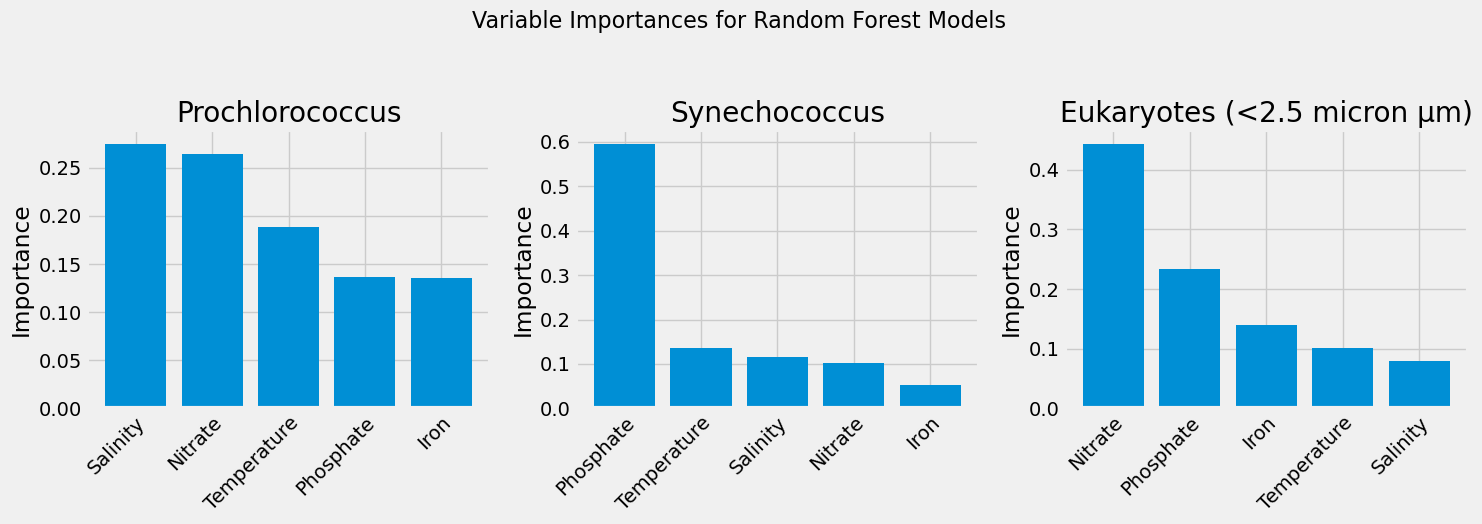 Variable Importances for Random Forest Models
Prochlorococcus
Importance
0.25
0.20
0.15
0.10
0.05
0.00
Salinity
Nitrate
Temperature
Phosphate
Iron
Synechococcus
Importance
0.6
0.5
0.4
0.3
0.2
0.1
0.0
Phosphate
Temperature
Salinity
Nitrate
Iron
Eukaryotes (<2.5 micron μm)
Importance
0.4
0.3
0.2
0.1
0.0
Nitrate
Phosphate
Iron
Temperature
Salinity